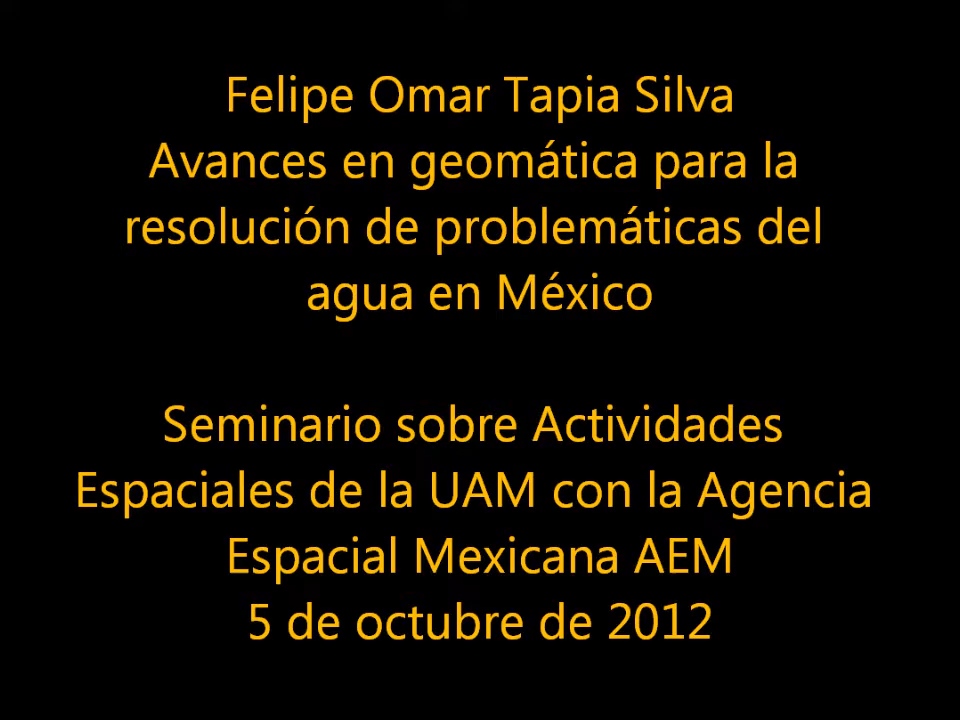 Felipe Omar Tapia Silva
Avances en geomática para la
resolución de problemáticas del
agua en México
Seminario sobre Actividades
Espaciales de la UAM con la Agencia
Espacial Mexicana AEM
5 de octubre de 2012